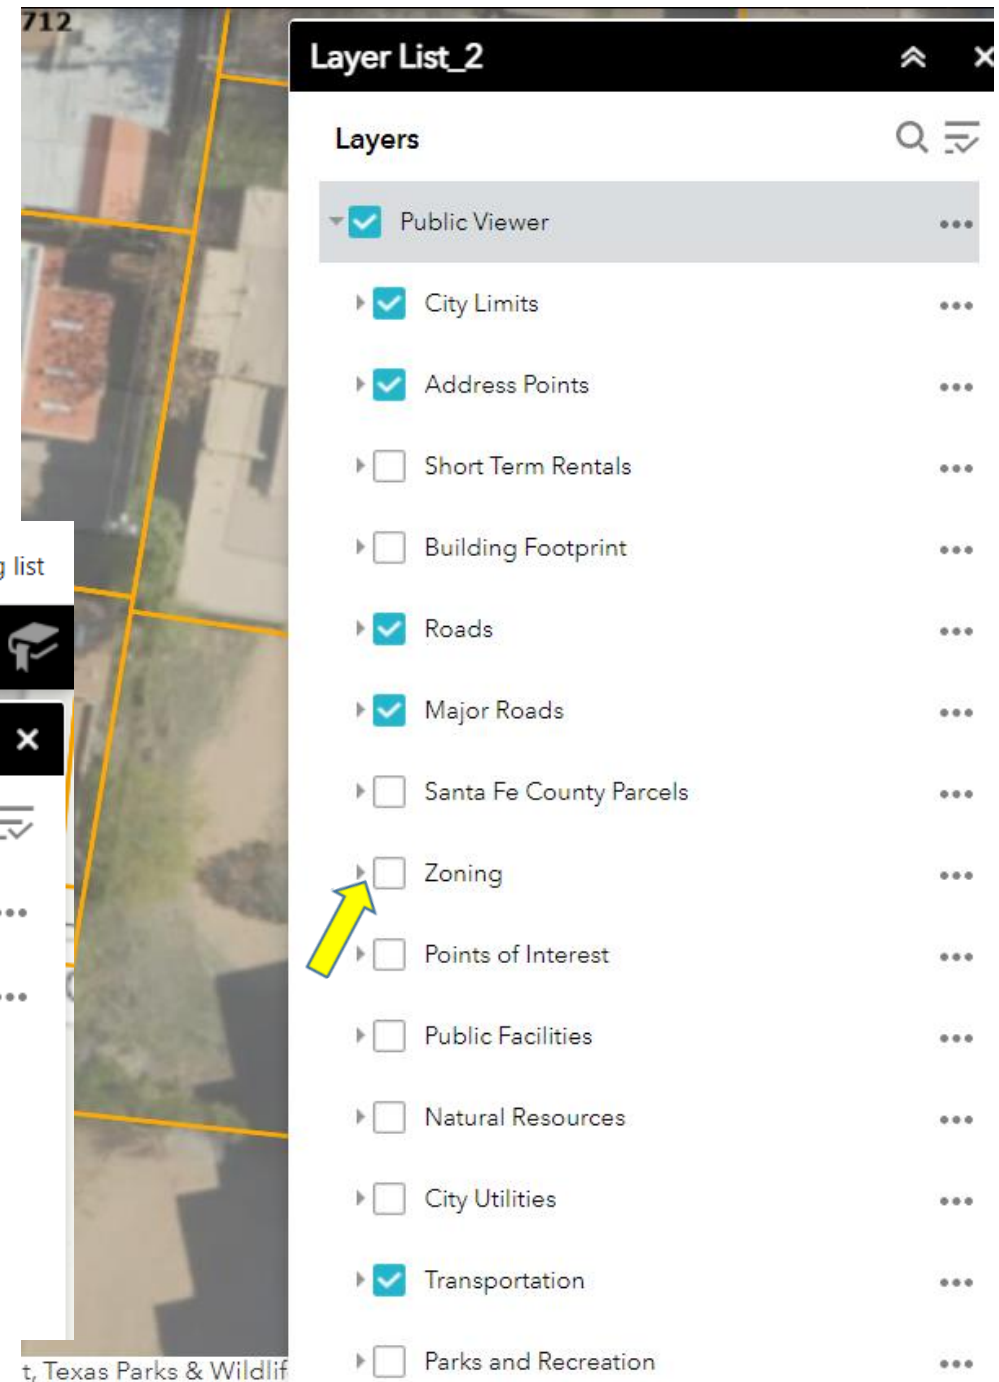 712
Layer List_2
Layers
Public Viewer
City Limits
Address Points
Short Term Rentals
Building Footprint
list
Roads
Major Roads
Santa Fe County Parcels
Zoning
Points of Interest
Public Facilities
Natural Resources
City Utilities
Transportation
Parks and Recreation
t, Texas Parks & Wildlif